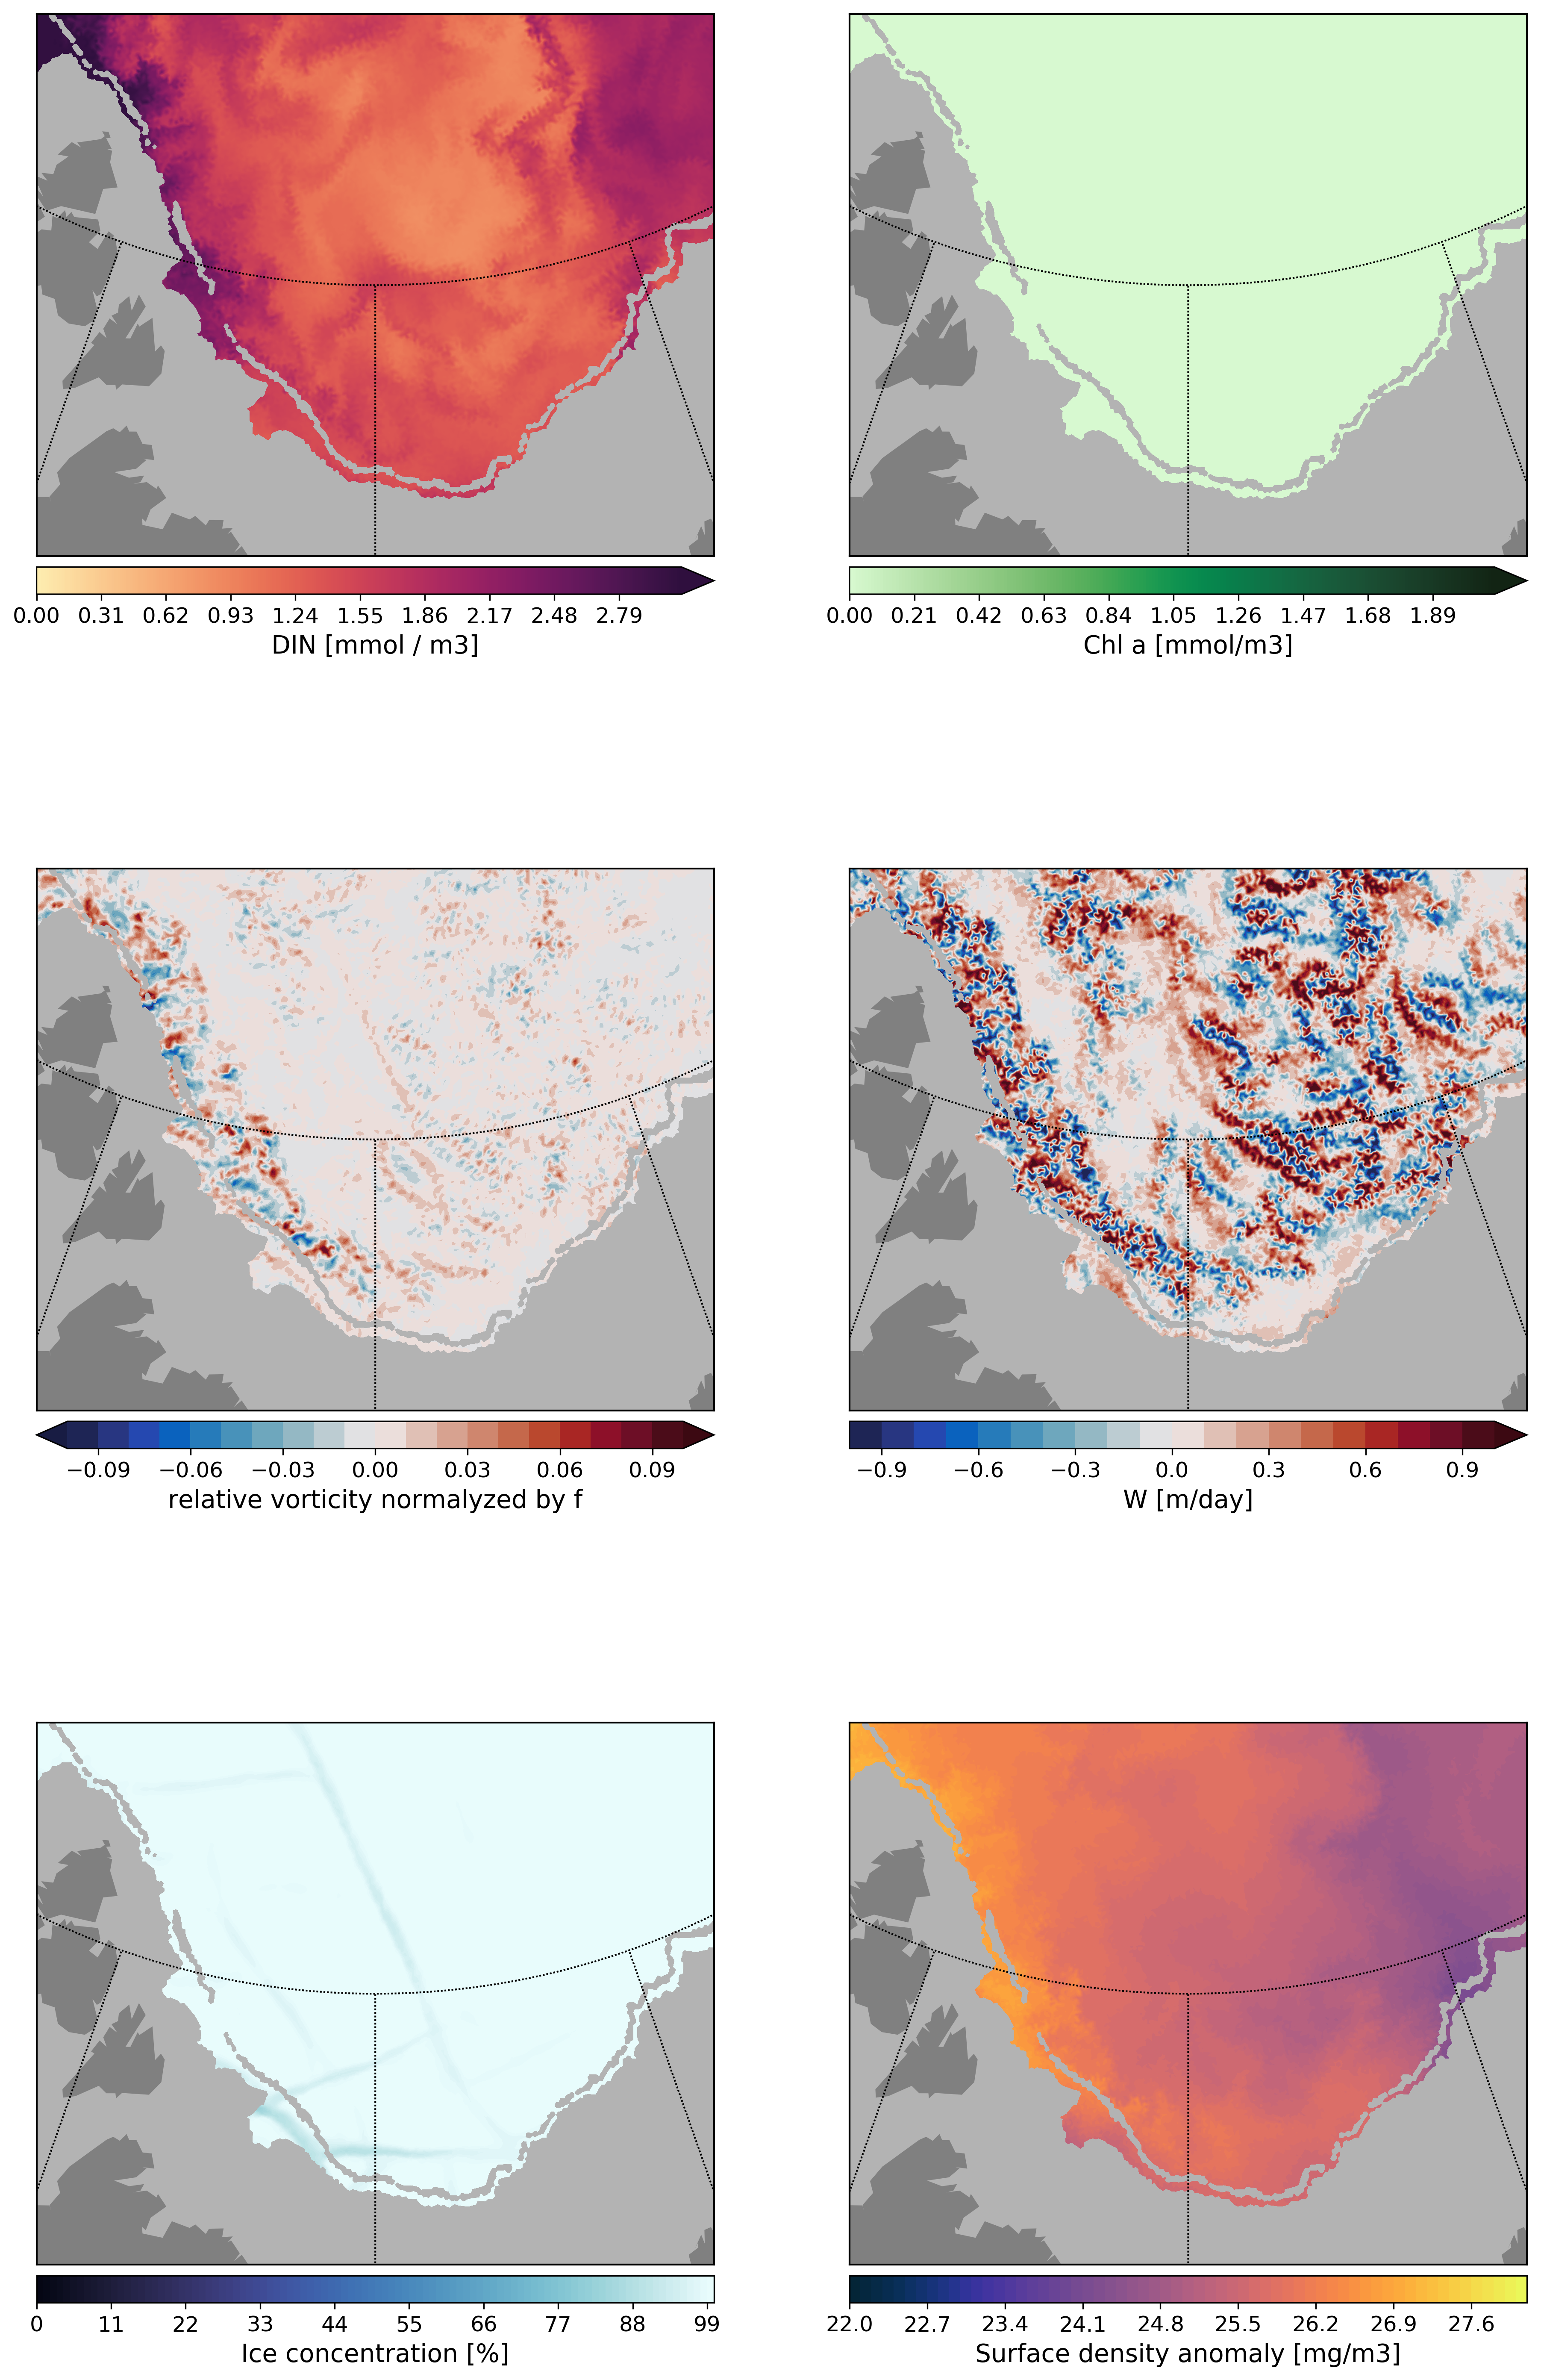 0.00 0.31 0.62 0.93 1.24 1.55 1.86 2.17 2.48 2.79
DIN [mmol / m3]
0.00 0.21 0.42 0.63 0.84 1.05 1.26 1.47 1.68 1.89
Chl a [mmol/m3]
−0.09 −0.06 −0.03 0.00 0.03 0.06 0.09
relative vorticity normalyzed by f
−0.9 −0.6 −0.3 0.0 0.3 0.6 0.9
W [m/day]
0 11 22 33 44 55 66 77 88 99
Ice concentration [%]
22.0 22.7 23.4 24.1 24.8 25.5 26.2 26.9 27.6
Surface density anomaly [mg/m3]